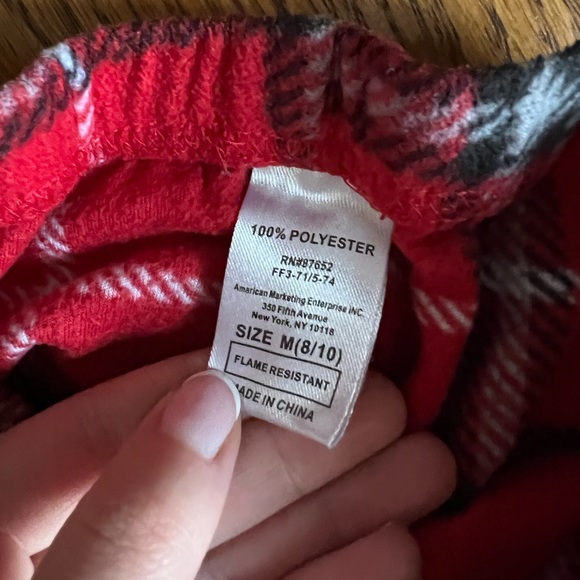 100% POLYESTER
RN#87652
FF3-71/5-74
American Marketing Enterprise INC.
350 Fifth Avenue
New York, NY 10118
SIZE M(8/10)
FLAME RESISTANT
MADE IN CHINA